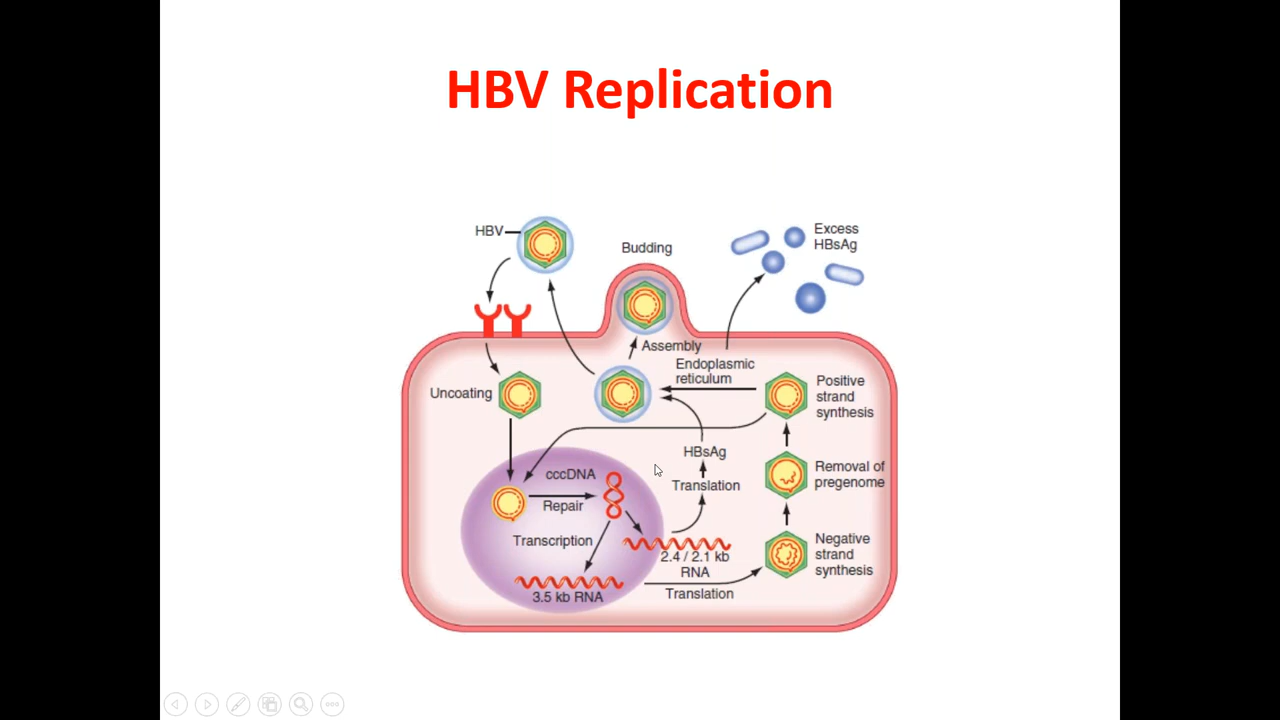 HBV Replication
HBV
Budding
Excess
HBsAg
Assembly
Endoplasmic
reticulum
Uncoating
Positive
strand
synthesis
HBsAg
cccDNA
Repair
Translation
Removal of
pregenome
Transcription
2.4 / 2.1 kb
RNA
Negative
strand
synthesis
3.5 kb RNA
Translation